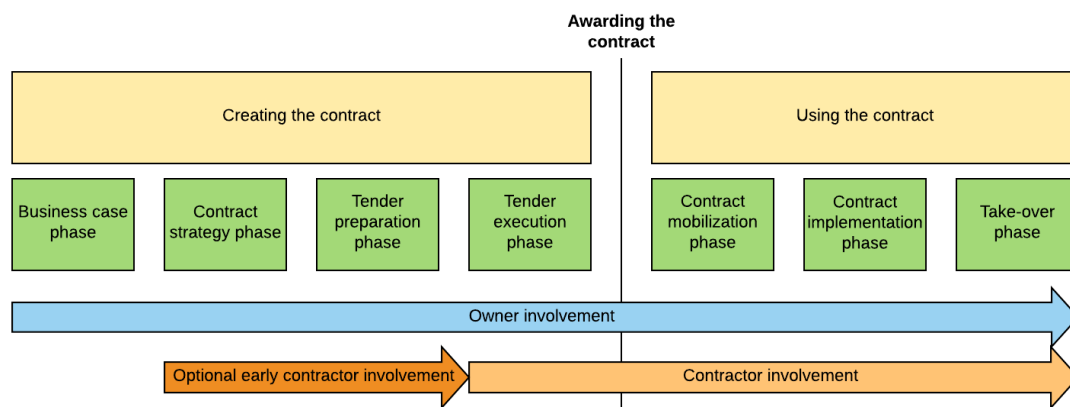 Awarding the
contract
Creating the contract
Using the contract
Business case
phase
Contract
strategy phase
Tender
preparation
phase
Tender
execution
phase
Contract
mobilization
phase
Contract
implementation
phase
Take-over
phase
Owner involvement
Optional early contractor involvement
Contractor involvement